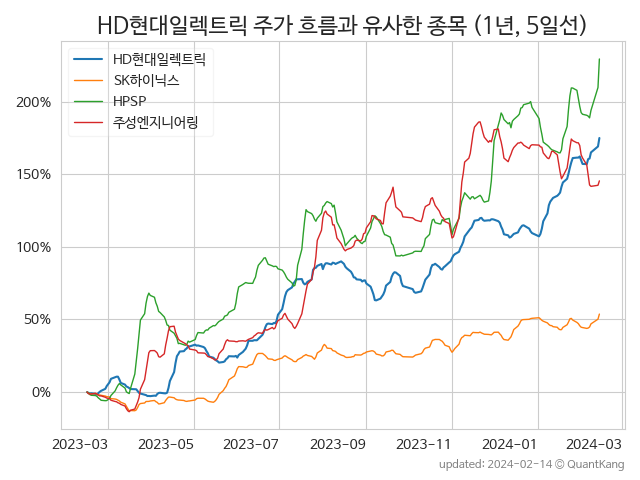 HD현대일렉트릭 주가 흐름과 유사한 종목 (1년, 5일선)
HD현대일렉트릭
SK하이닉스
HPSP
주성엔지니어링
200%
150%
100%
50%
0%
2023-03 2023-05 2023-07 2023-09 2023-11 2024-01 2024-03
updated: 2024-02-14 © QuantKang